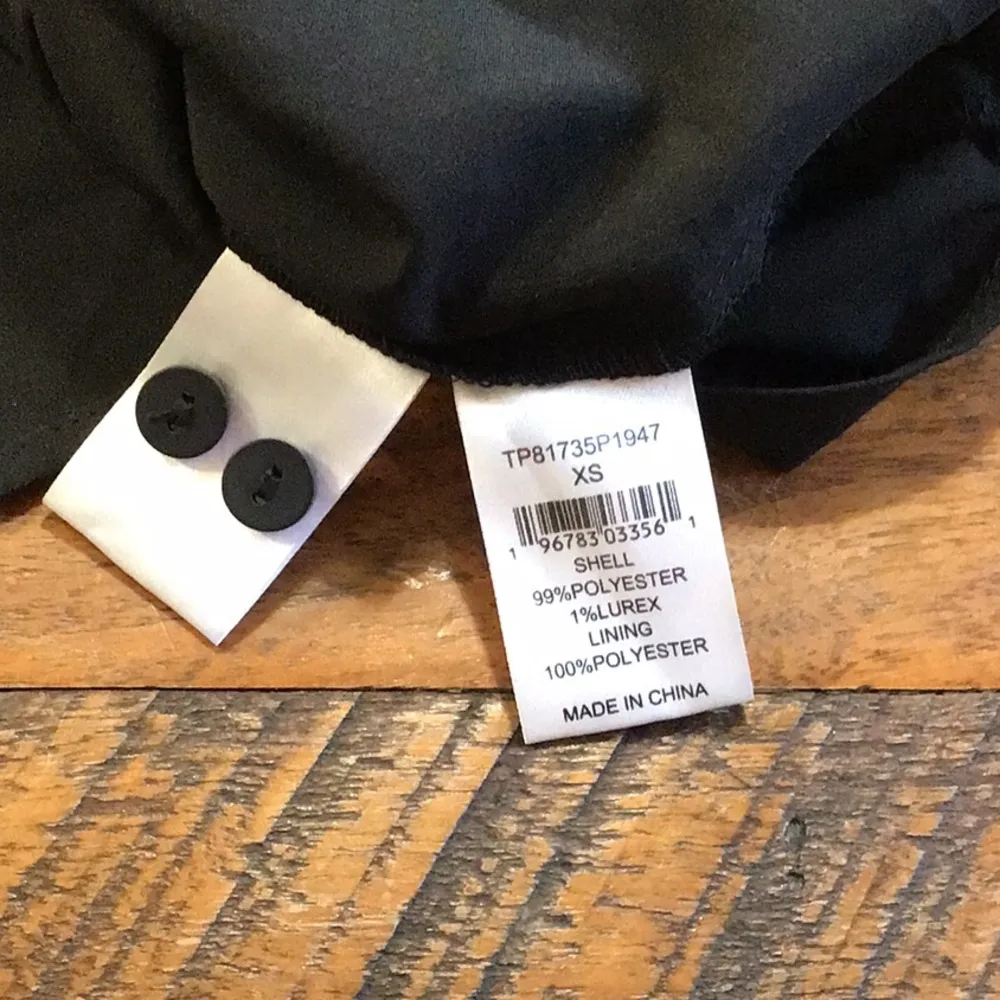 TP81735P1947
XS
1 96783 03356 1
SHELL
99%POLYESTER
1%LUREX
LINING
100%POLYESTER
MADE IN CHINA